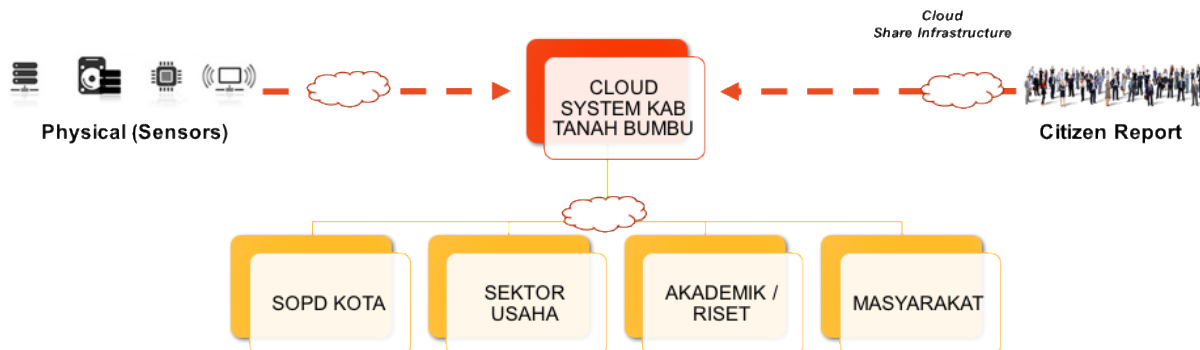 Cloud
Share Infrastructure
CLOUD
SYSTEM KAB
TANAH BUMBU
Physical (Sensors)
Citizen Report
SOPD KOTA
SEKTOR
USAHA
AKADEMIK /
RISET
MASYARAKAT